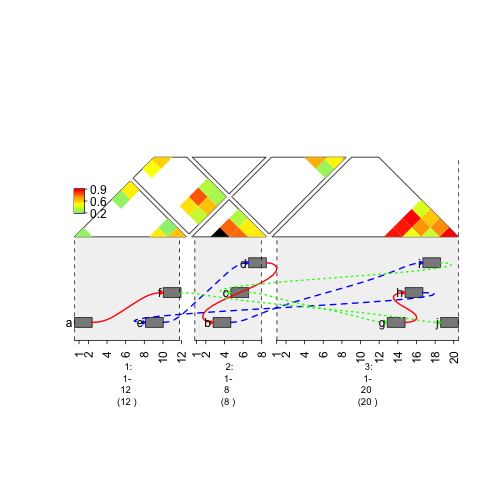 0.9
0.6
0.2
d
i
f
c
h
a
e
b
g
j
1 2 4 6 8 10 12 1 2 4 6 8 1 2 4 6 8 10 12 14 16 18 20
1: 2: 3:
1- 1- 1-
12 8 20
(12 ) (8 ) (20 )